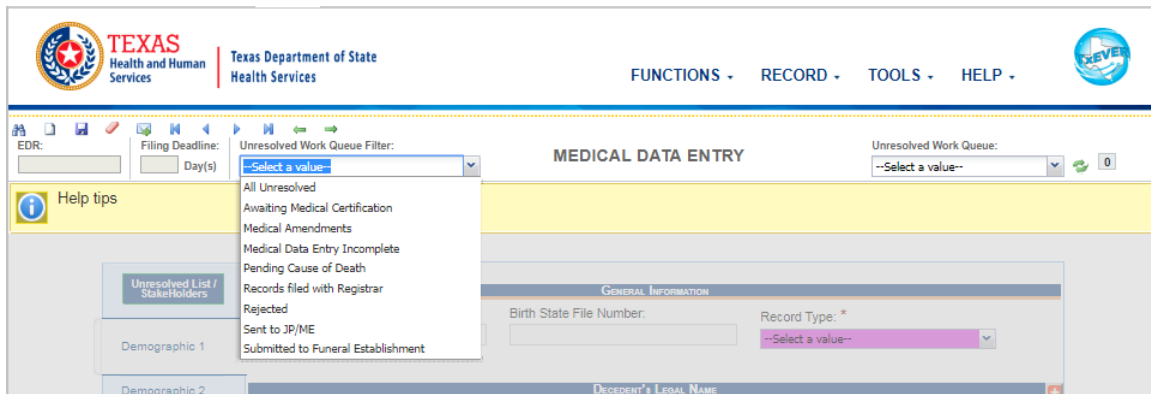 TEXAS
Health and Human
Services
Texas Department of State
Health Services
FUNCTIONS
RECORD
TOOLS
HELP
TxEVER
EDR:
Filing Deadline:
Day(s)
Unresolved Work Queue Filter:
--Select a value--
MEDICAL DATA ENTRY
Unresolved Work Queue:
--Select a value--
0
Help tips
All Unresolved
Awaiting Medical Certification
Medical Amendments
Medical Data Entry Incomplete
Pending Cause of Death
Records filed with Registrar
Rejected
Sent to JP/ME
Submitted to Funeral Establishment
Unresolved List /
StakeHolders
General Information
Birth State File Number:
Record Type: *
--Select a value--
Demographic 1
Demographic 2
Decedent's Legal Name